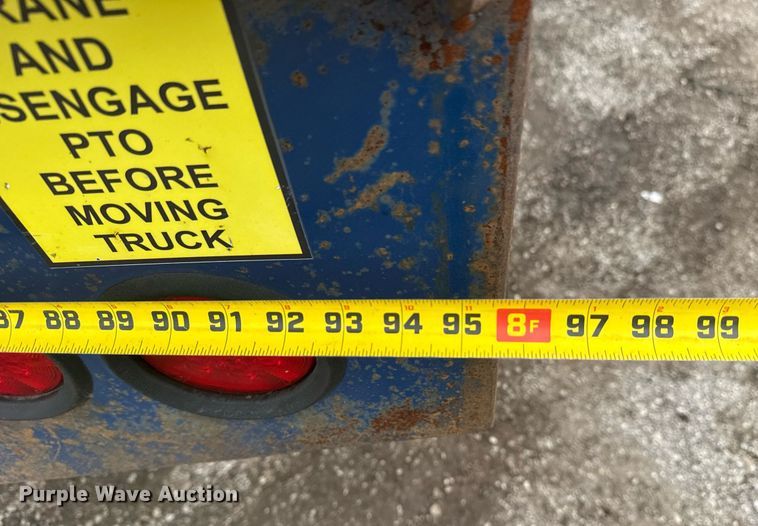 AND
PTO
BEFORE
MOVING
TRUCK
87 88 89 90 91 92 93 94 95 8F 97 98 99
Purple Wave Auction